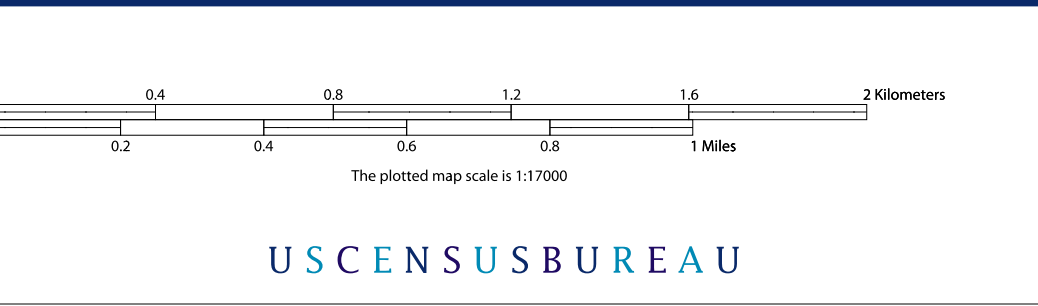 0.4 0.8 1.2 1.6 2 Kilometers
0.2 0.4 0.6 0.8 1 Miles
The plotted map scale is 1:17000
USCENSUSBUREAU